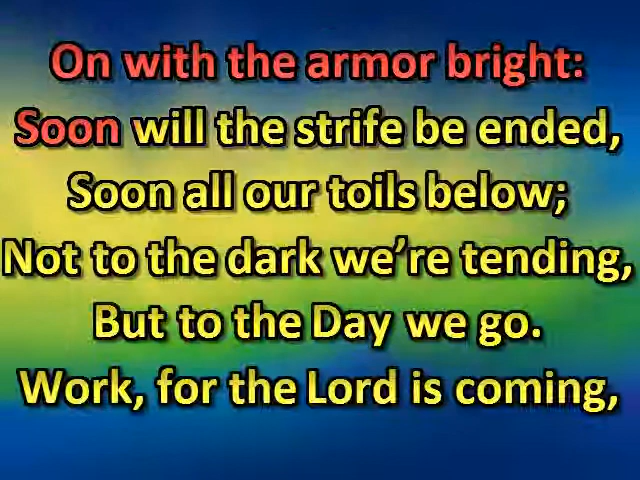 On with the armor bright:
Soon will the strife be ended,
Soon all our toils below;
Not to the dark we’re tending,
But to the Day we go.
Work, for the Lord is coming,